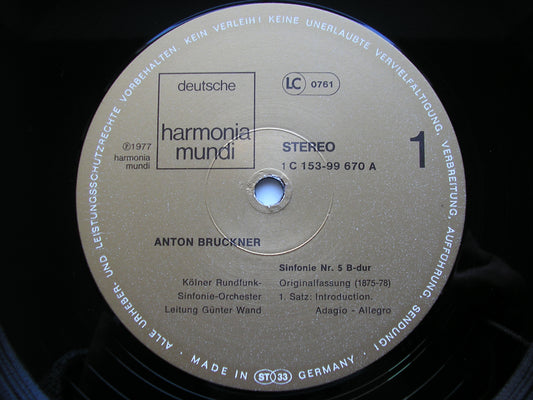 ALLE URHEBER- UND LEISTUNGSSCHUTZRECHTE VORBEHALTEN. KEIN VERLEIH! KEINE UNERLAUBTE VERVIELFÄLTIGUNG, VERBREITUNG, AUFFÜHRUNG, SENDUNG!
deutsche
harmonia
mundi
LC 0761
℗1977
harmonia
mundi
STEREO
1 C 153-99 670 A
1
ANTON BRUCKNER
Sinfonie Nr. 5 B-dur
Kölner Rundfunk-
Sinfonie-Orchester
Leitung Günter Wand
Originalfassung (1875-78)
1. Satz: Introduction.
Adagio - Allegro
· MADE IN ST 33 GERMANY ·